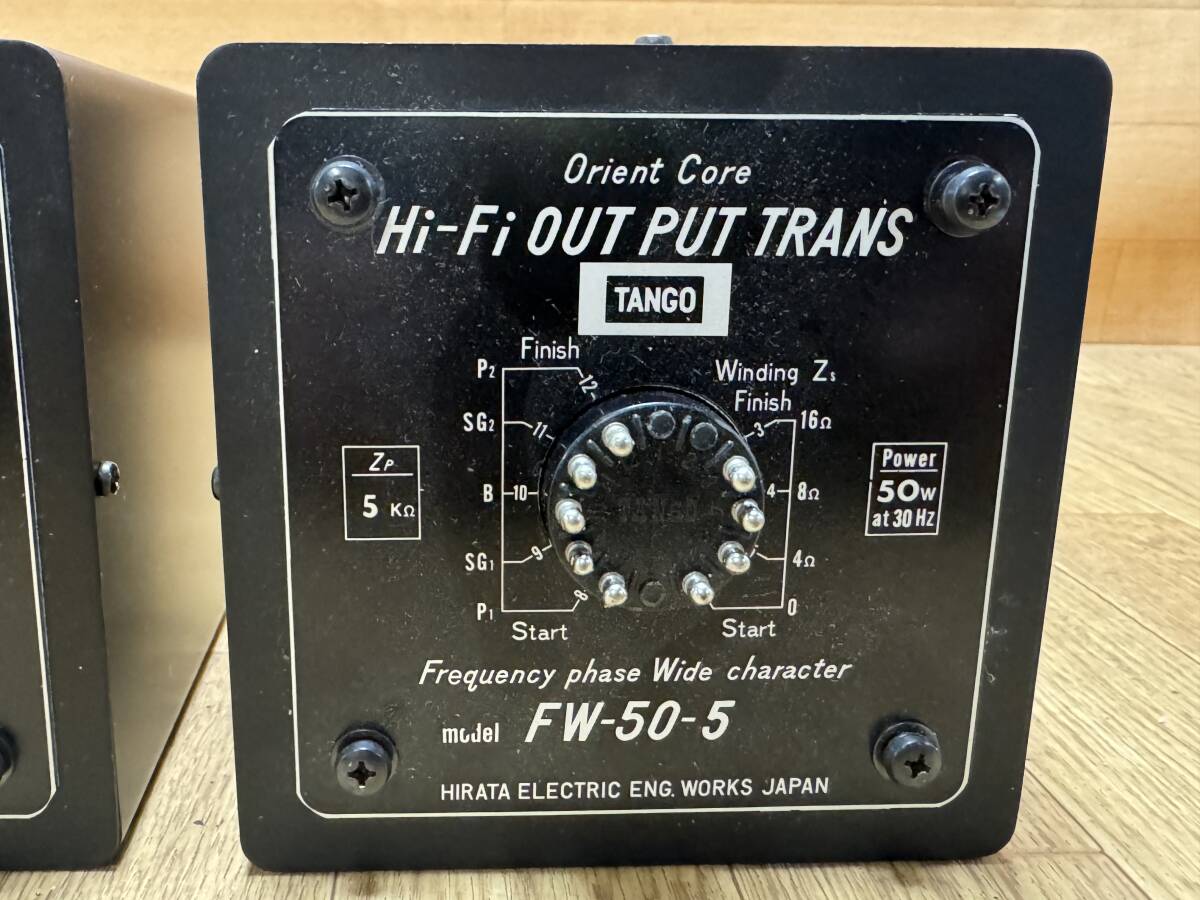 Orient Core
Hi-Fi OUT PUT TRANS
TANGO
Finish
P2
12
SG2
11
B
10
SG1
9
P1
8
Start
Winding Zs
Finish
3
16Ω
4
8Ω
4Ω
0
Start
ZP
5 KΩ
Power
50W
at 30 HZ
Frequency phase Wide character
model FW-50-5
HIRATA ELECTRIC ENG. WORKS JAPAN